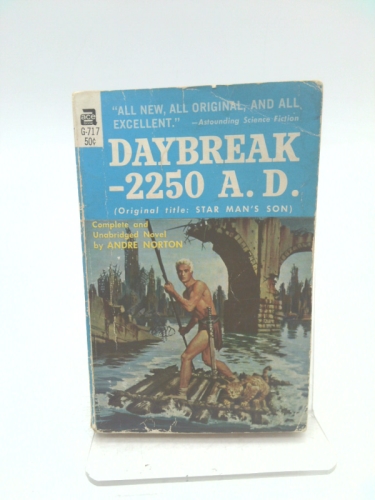 ACE
G-717
50¢
"ALL NEW, ALL ORIGINAL, AND ALL
EXCELLENT." —Astounding Science Fiction
DAYBREAK
-2250 A. D.
(Original title: STAR MAN'S SON)
Complete and
Unabridged Novel
by ANDRE NORTON